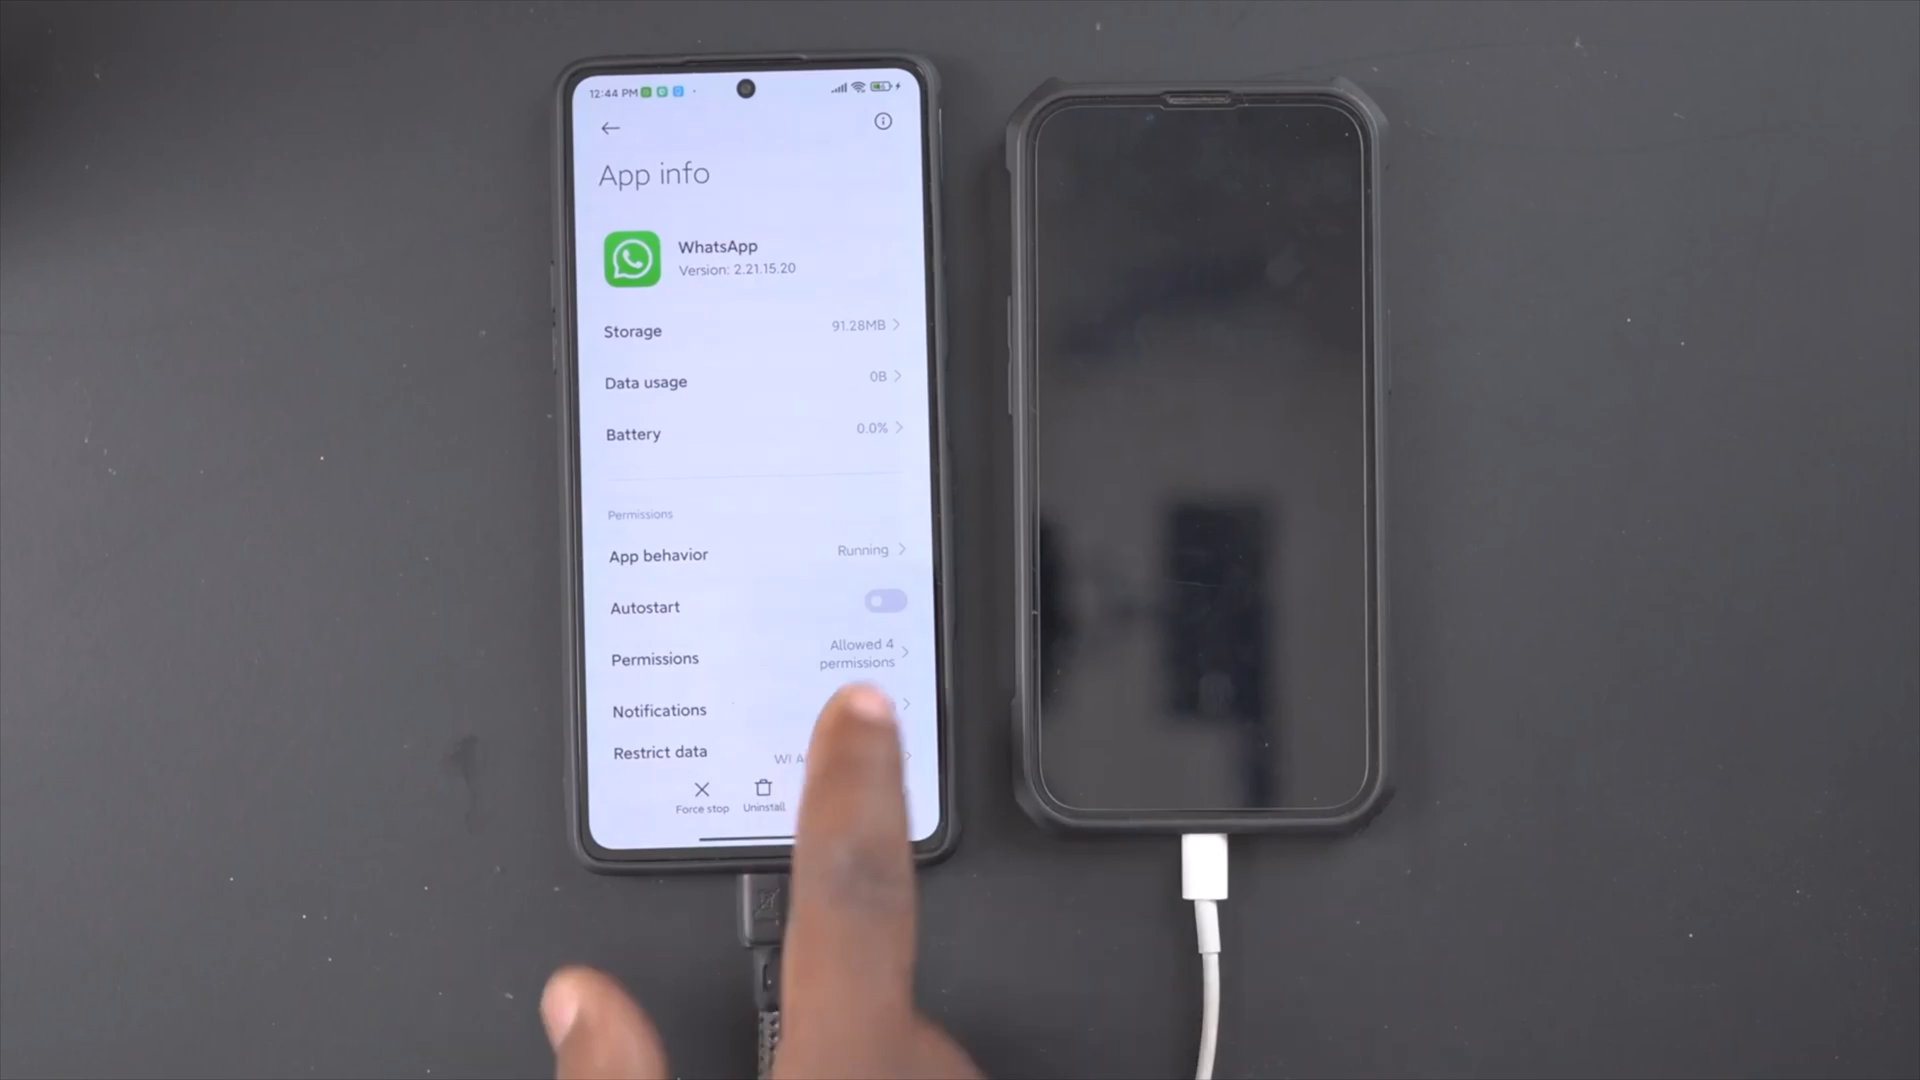 12:44 PM
App info
WhatsApp
Version: 2.21.15.20
Storage 91.28MB
Data usage 0B
Battery 0.0%
Permissions
App behavior Running
Autostart
Permissions Allowed 4
permissions
Notifications
Restrict data WI
Force stop Uninstall